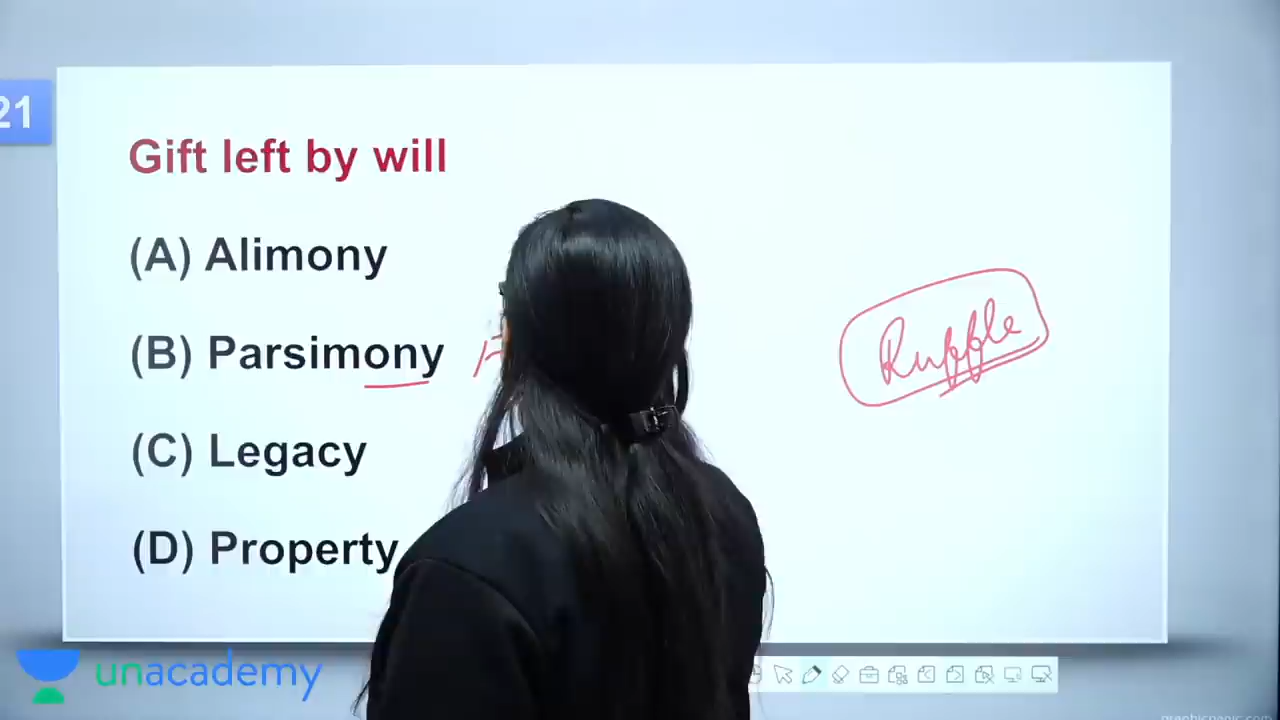 21
Gift left by will
(A) Alimony
(B) Parsimony
(C) Legacy
(D) Property
Ruffle
unacademy